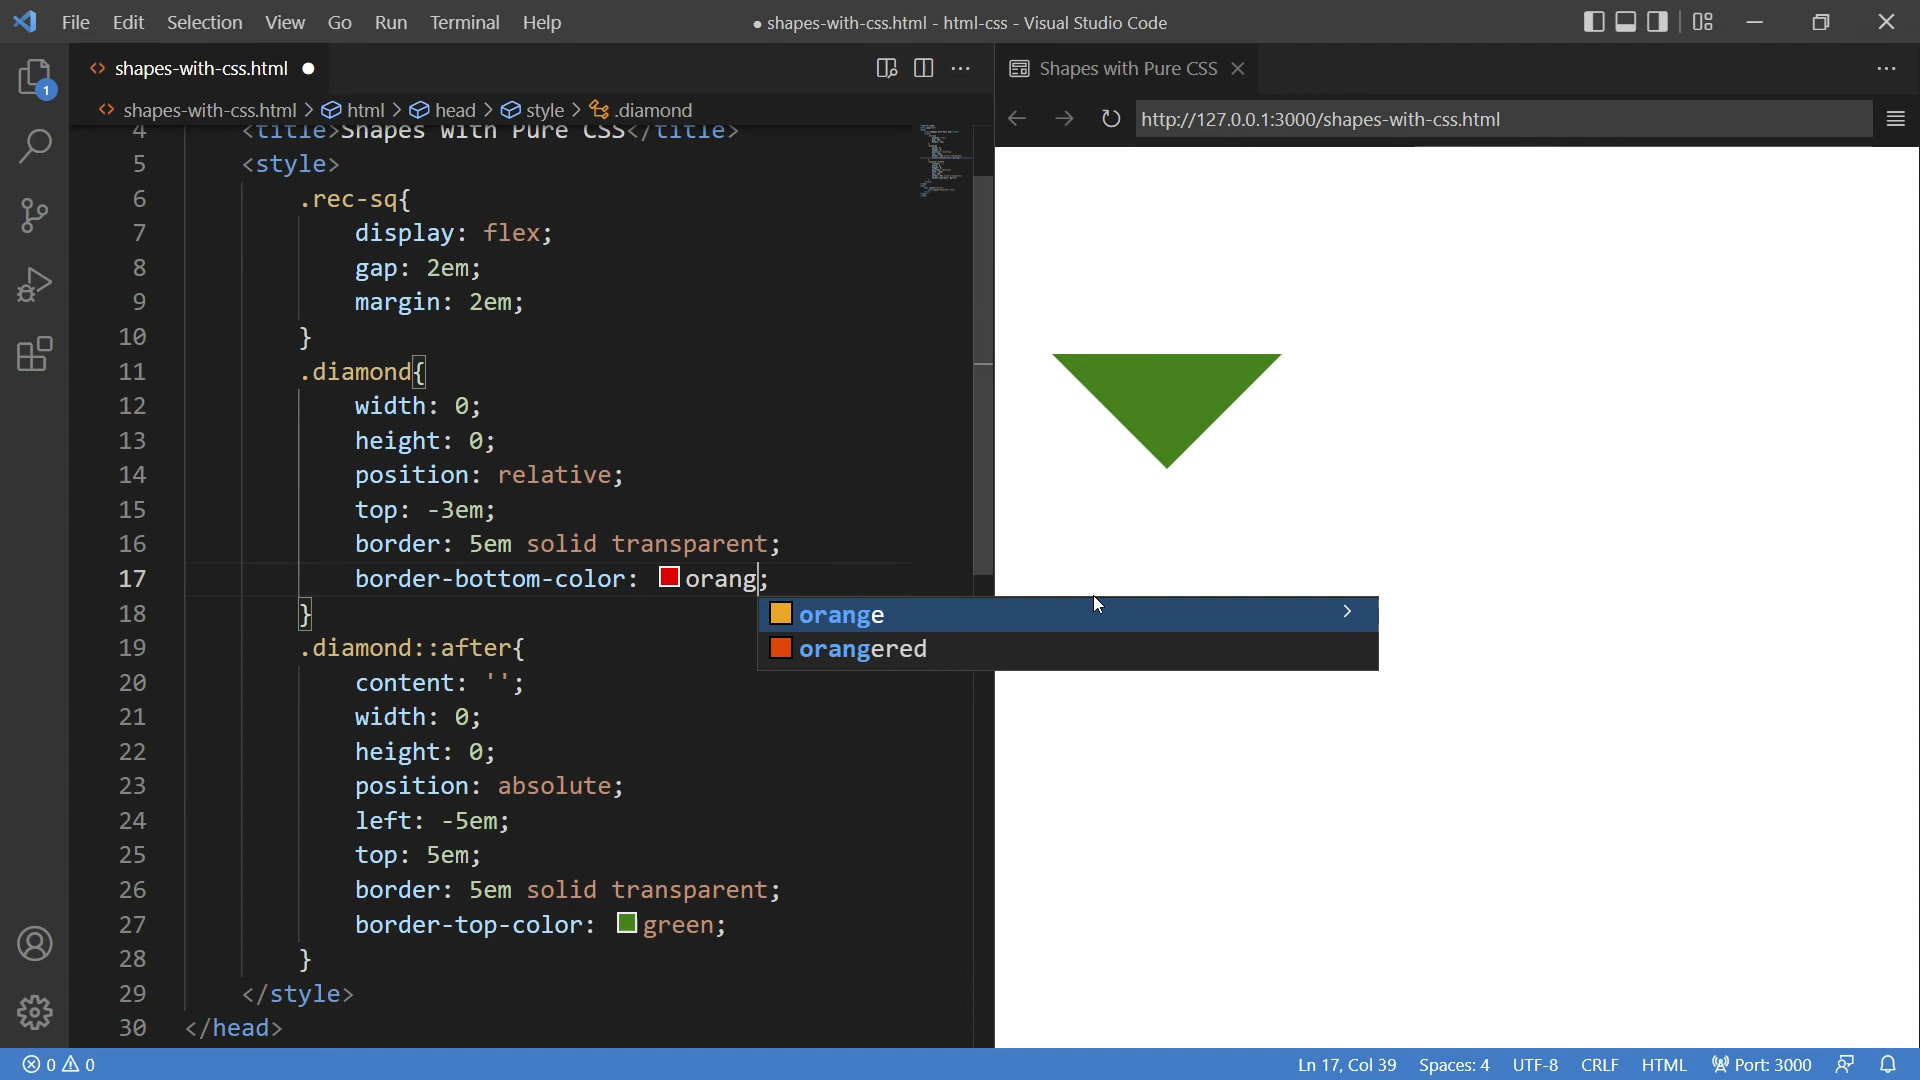 File Edit Selection View Go Run Terminal Help
● shapes-with-css.html - html-css - Visual Studio Code
shapes-with-css.html ●
Shapes with Pure CSS
shapes-with-css.html > html > head > style > .diamond
http://127.0.0.1:3000/shapes-with-css.html
1
4 <title>Shapes with Pure CSS</title>
5 <style>
6 .rec-sq{
7 display: flex;
8 gap: 2em;
9 margin: 2em;
10 }
11 .diamond{
12 width: 0;
13 height: 0;
14 position: relative;
15 top: -3em;
16 border: 5em solid transparent;
17 border-bottom-color: orang;
orange
orangered
18 }
19 .diamond::after{
20 content: '';
21 width: 0;
22 height: 0;
23 position: absolute;
24 left: -5em;
25 top: 5em;
26 border: 5em solid transparent;
27 border-top-color: green;
28 }
29 </style>
30 </head>
0 0
Ln 17, Col 39 Spaces: 4 UTF-8 CRLF HTML Port: 3000